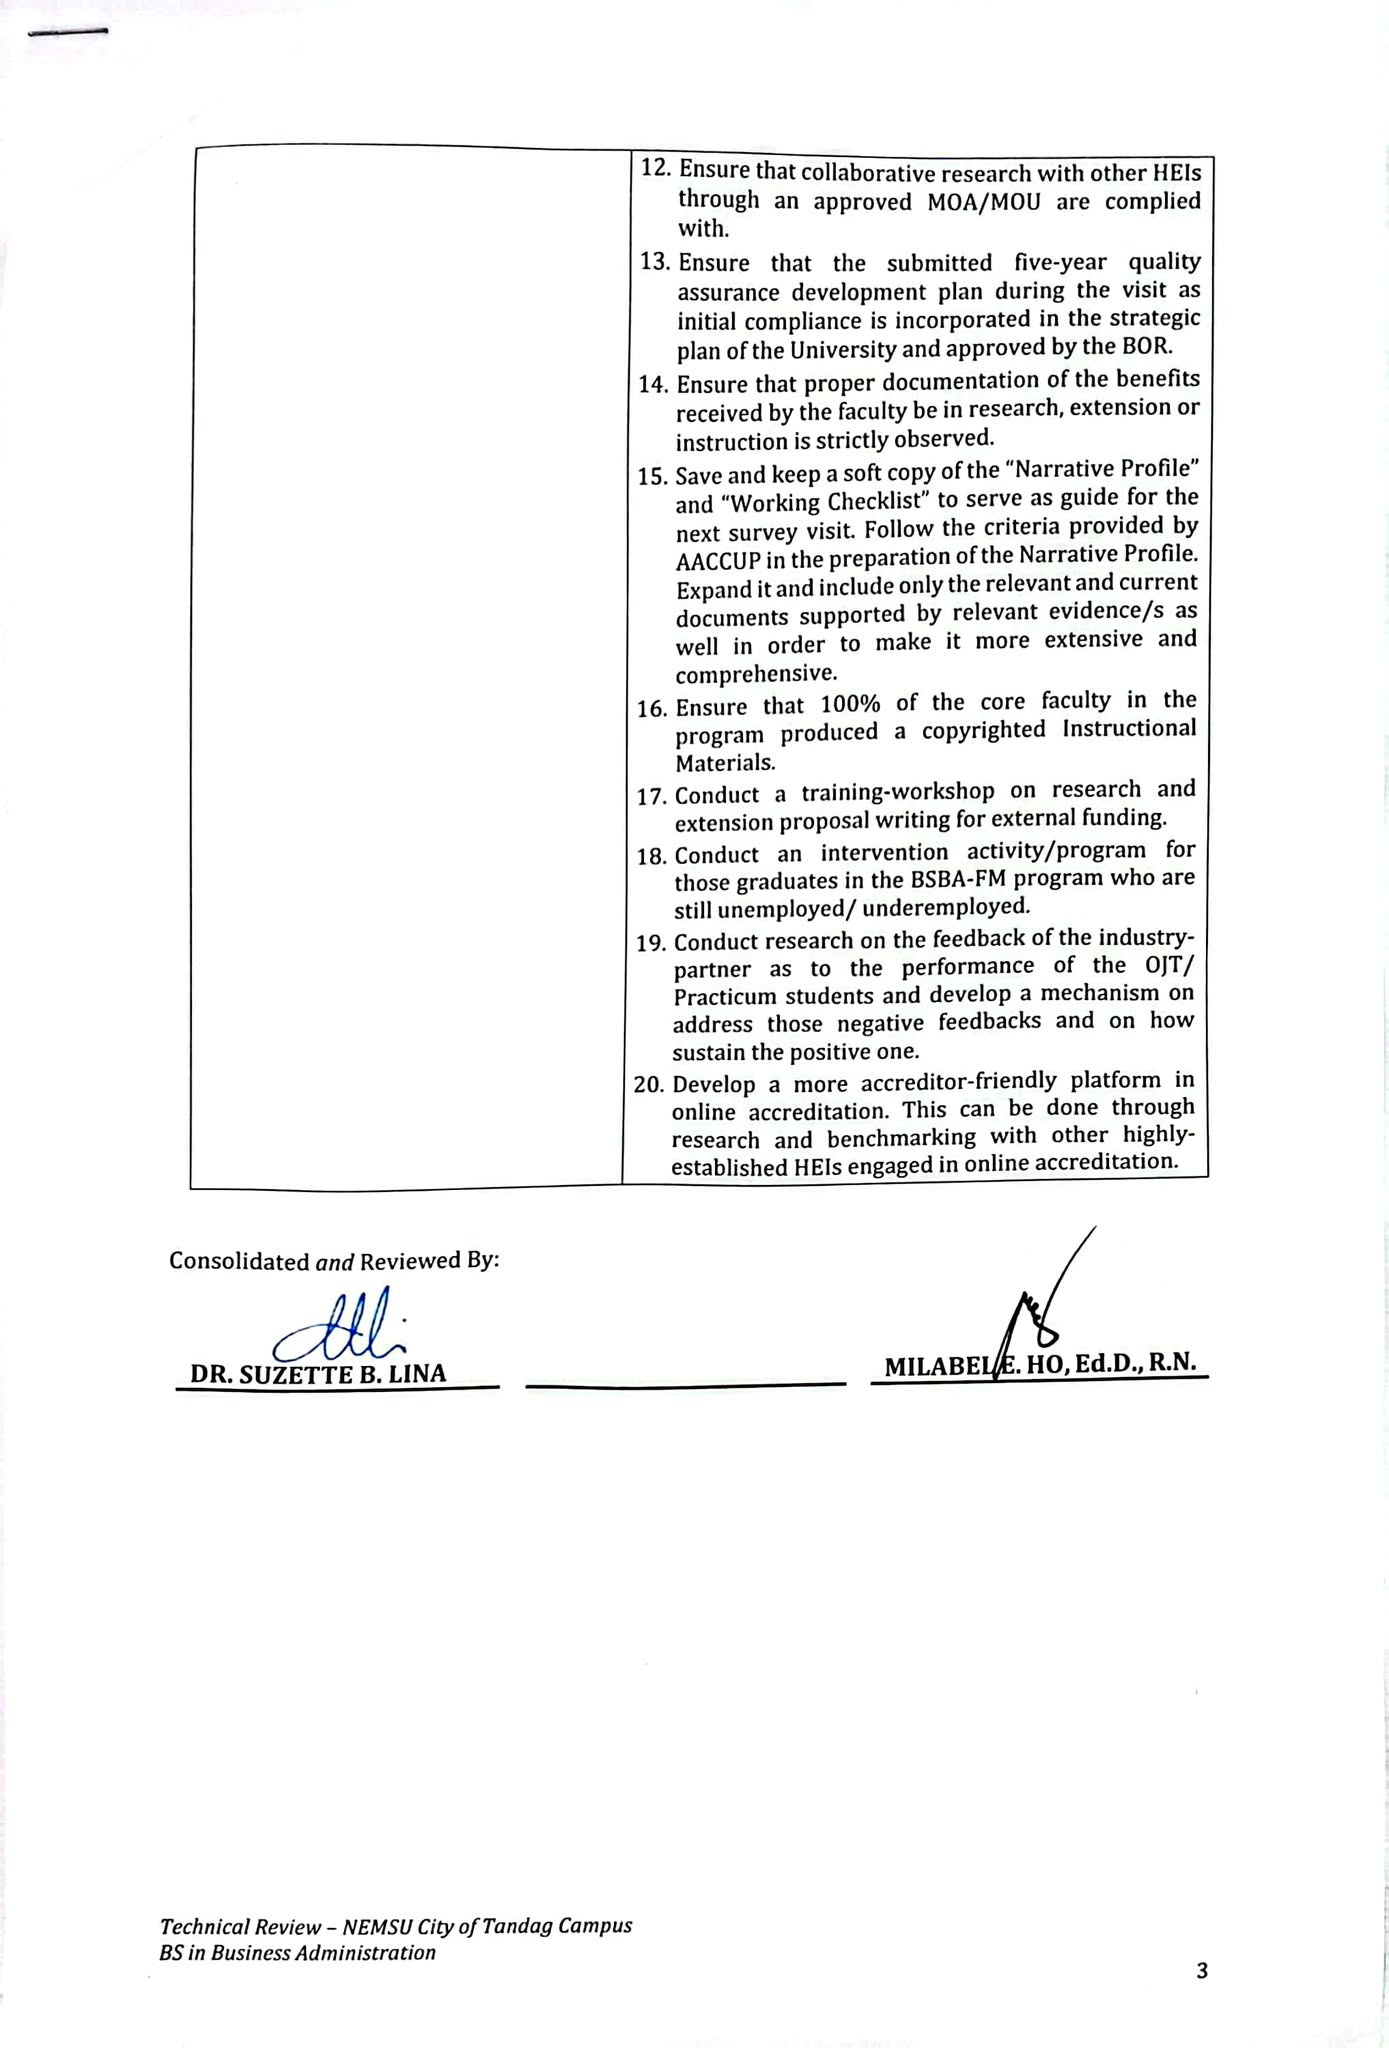 12. Ensure that collaborative research with other HEIs
through an approved MOA/MOU are complied
with.
13. Ensure that the submitted five-year quality
assurance development plan during the visit as
initial compliance is incorporated in the strategic
plan of the University and approved by the BOR.
14. Ensure that proper documentation of the benefits
received by the faculty be in research, extension or
instruction is strictly observed.
15. Save and keep a soft copy of the “Narrative Profile”
and “Working Checklist” to serve as guide for the
next survey visit. Follow the criteria provided by
AACCUP in the preparation of the Narrative Profile.
Expand it and include only the relevant and current
documents supported by relevant evidence/s as
well in order to make it more extensive and
comprehensive.
16. Ensure that 100% of the core faculty in the
program produced a copyrighted Instructional
Materials.
17. Conduct a training-workshop on research and
extension proposal writing for external funding.
18. Conduct an intervention activity/program for
those graduates in the BSBA-FM program who are
still unemployed/ underemployed.
19. Conduct research on the feedback of the industry-
partner as to the performance of the OJT/
Practicum students and develop a mechanism on
address those negative feedbacks and on how
sustain the positive one.
20. Develop a more accreditor-friendly platform in
online accreditation. This can be done through
research and benchmarking with other highly-
established HEIs engaged in online accreditation.
Consolidated and Reviewed By:
DR. SUZETTE B. LINA
MILABEL E. HO, Ed.D., R.N.
Technical Review – NEMSU City of Tandag Campus
BS in Business Administration
3